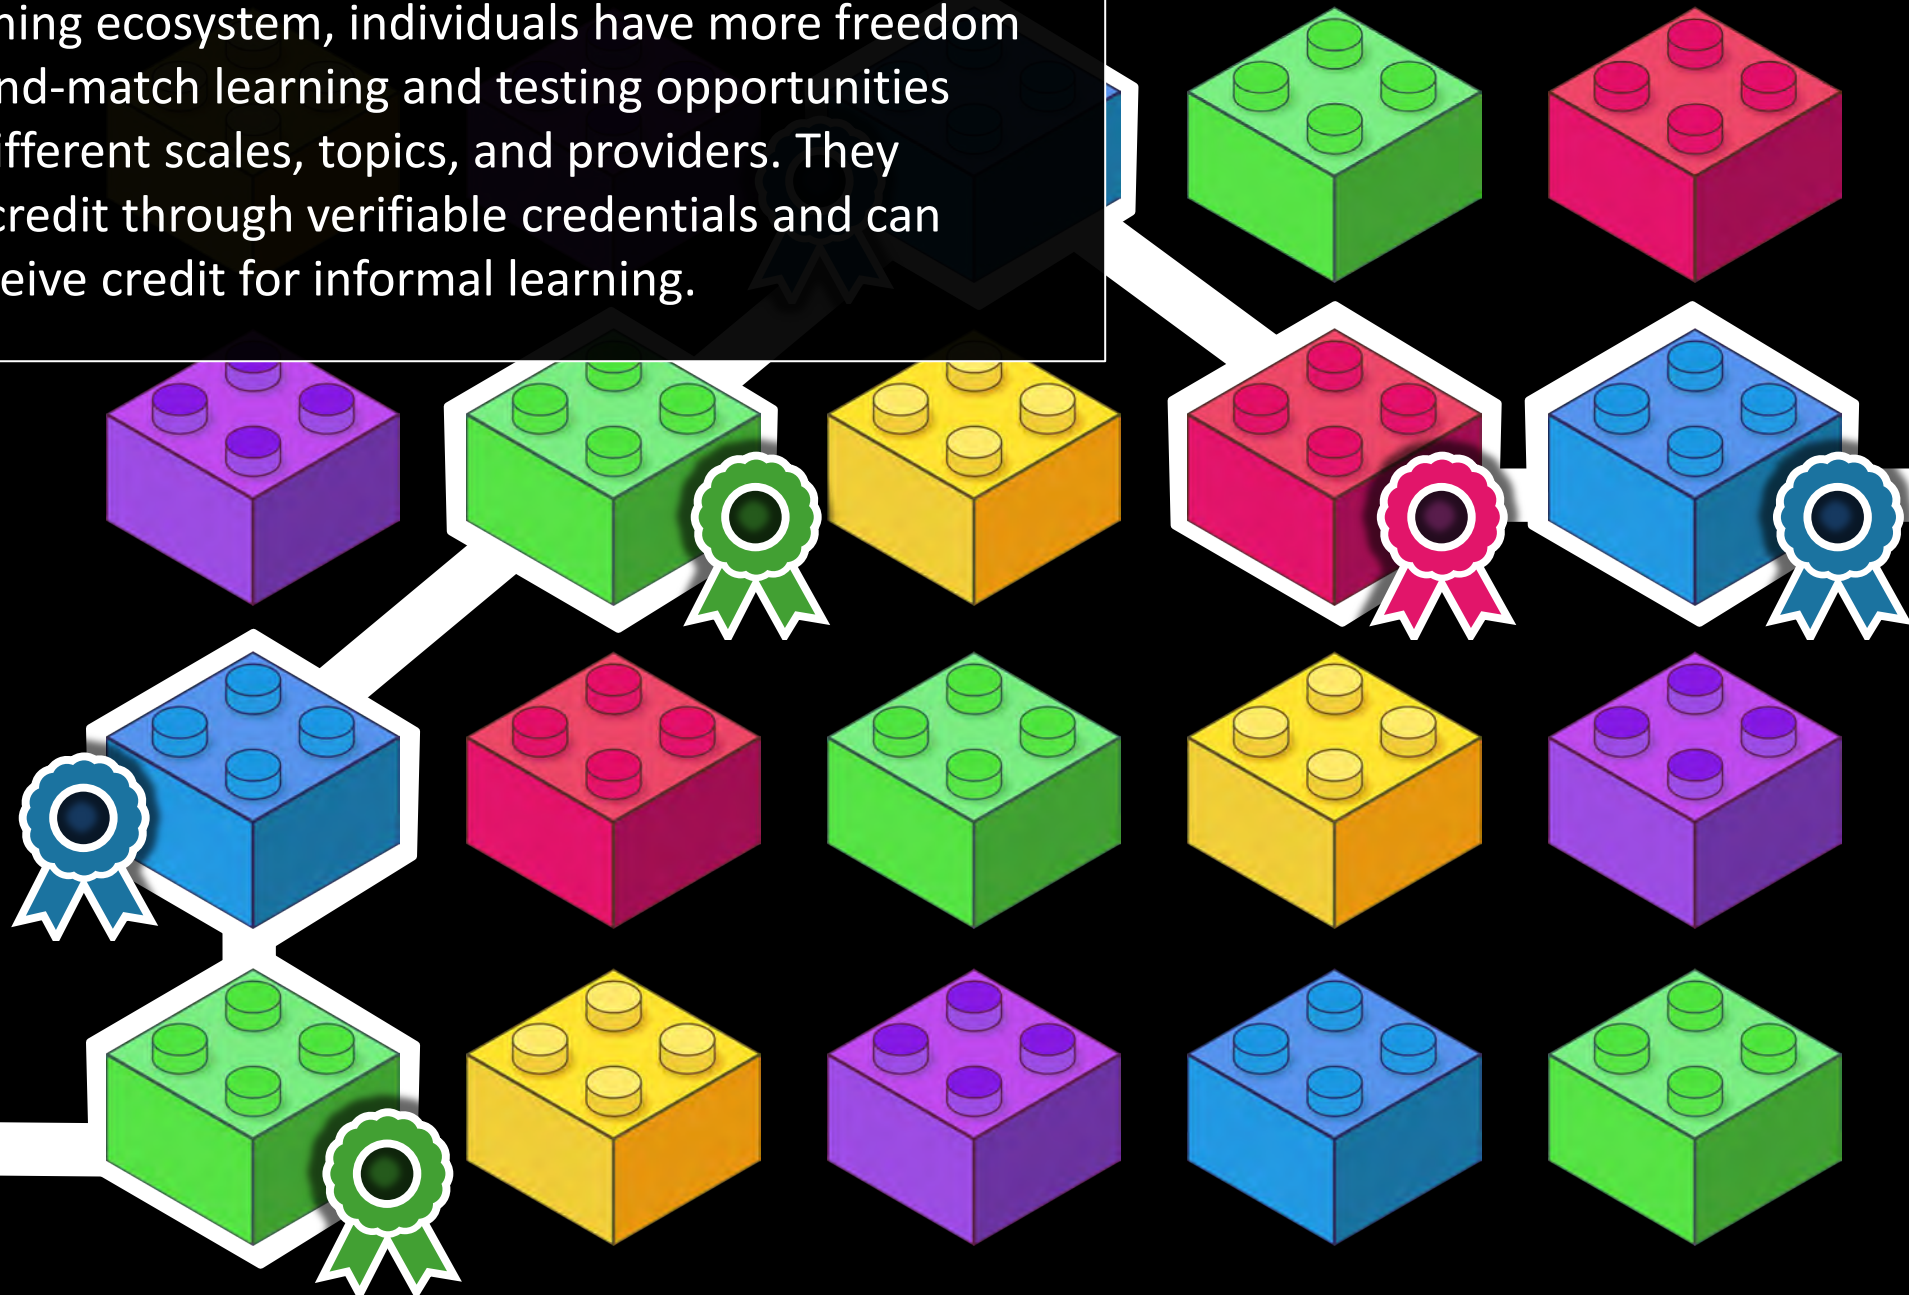 ning ecosystem, individuals have more freedom
nd-match learning and testing opportunities
ifferent scales, topics, and providers. They
credit through verifiable credentials and can
eive credit for informal learning.